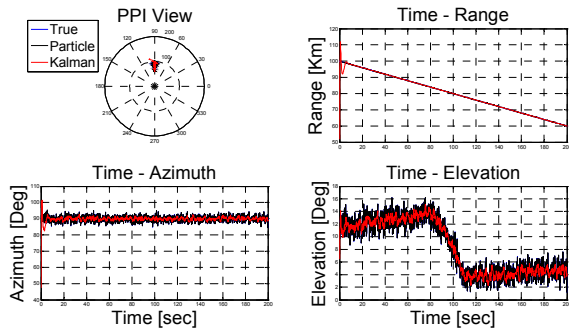 PPI View
True
Particle
Kalman
90
60
30
0
330
300
270
240
210
180
150
120
100
Time - Range
Range [Km]
120
110
100
90
80
70
60
50
0 20 40 60 80 100 120 140 160 180 200
Time - Azimuth
Azimuth [Deg]
110
100
90
80
70
60
50
40
0 20 40 60 80 100 120 140 160 180 200
Time [sec]
Time - Elevation
Elevation [Deg]
18
16
14
12
10
8
6
4
2
0
0 20 40 60 80 100 120 140 160 180 200
Time [sec]